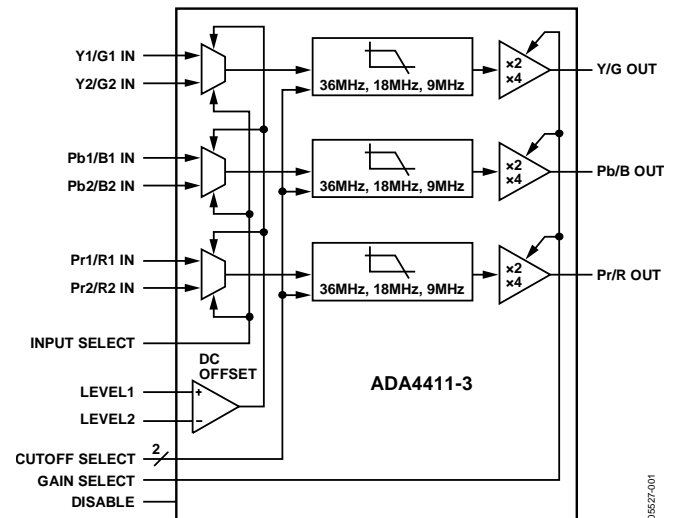 Y1/G1 IN
Y2/G2 IN
36MHz, 18MHz, 9MHz
×2
×4
Y/G OUT
Pb1/B1 IN
Pb2/B2 IN
36MHz, 18MHz, 9MHz
×2
×4
Pb/B OUT
Pr1/R1 IN
Pr2/R2 IN
36MHz, 18MHz, 9MHz
×2
×4
Pr/R OUT
INPUT SELECT
DC
OFFSET
LEVEL1
+
LEVEL2
−
ADA4411-3
CUTOFF SELECT
2
GAIN SELECT
DISABLE
05527-001